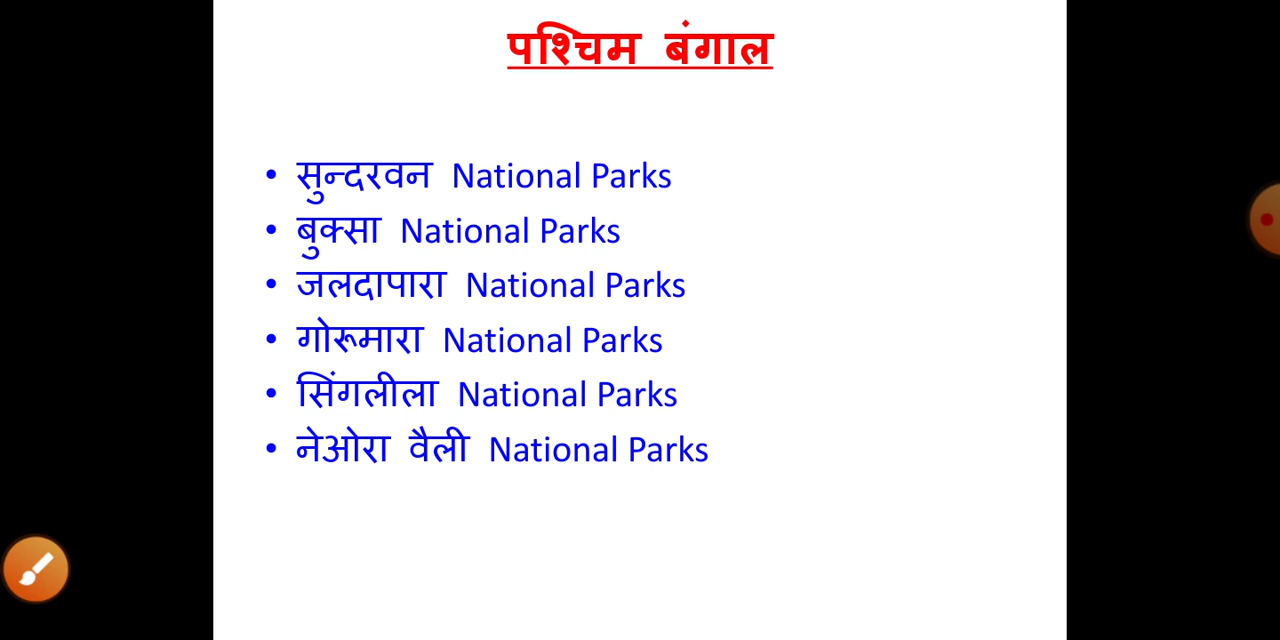 पश्चिम बंगाल
• सुन्दरवन National Parks
• बुक्सा National Parks
• जलदापारा National Parks
• गोरूमारा National Parks
• सिंगलीला National Parks
• नेओरा वैली National Parks